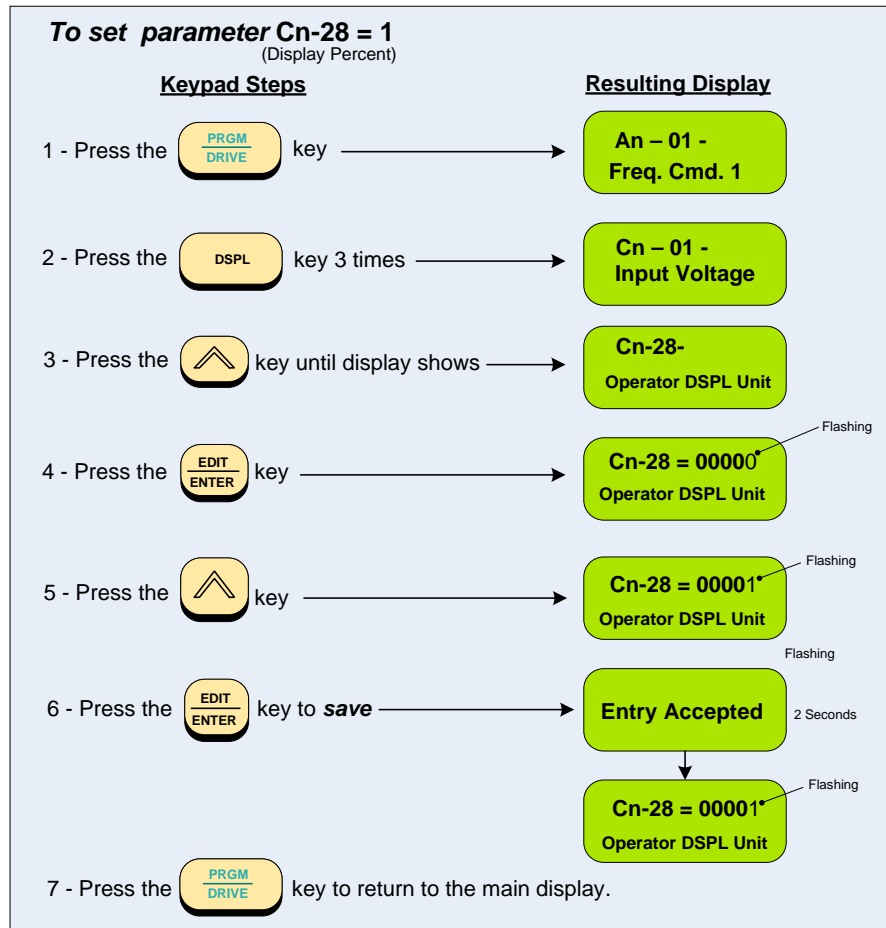 To set parameter Cn-28 = 1
(Display Percent)
Keypad Steps
Resulting Display
1 - Press the PRGM DRIVE key
An – 01 -
Freq. Cmd. 1
2 - Press the DSPL key 3 times
Cn – 01 -
Input Voltage
3 - Press the key until display shows
Cn-28-
Operator DSPL Unit
Flashing
4 - Press the EDIT ENTER key
Cn-28 = 00000
Operator DSPL Unit
Flashing
5 - Press the key
Cn-28 = 00001
Operator DSPL Unit
Flashing
6 - Press the EDIT ENTER key to save
Entry Accepted
2 Seconds
Flashing
Cn-28 = 00001
Operator DSPL Unit
7 - Press the PRGM DRIVE key to return to the main display.